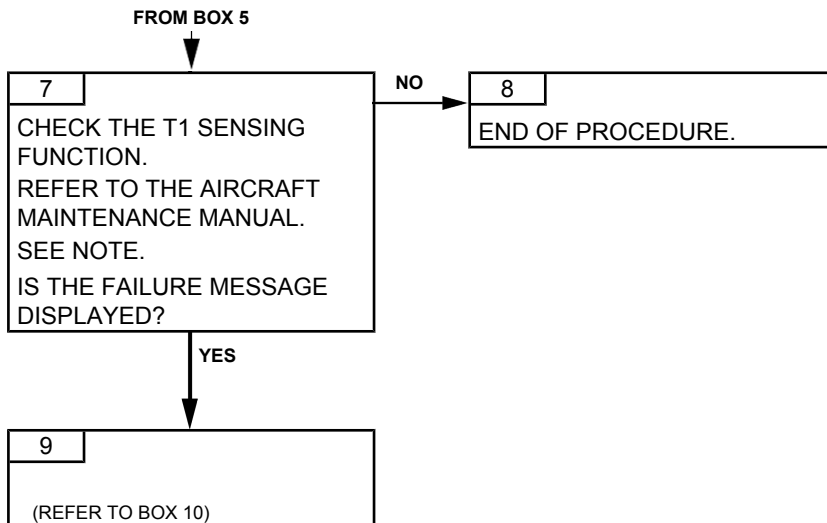 FROM BOX 5
7
CHECK THE T1 SENSING
FUNCTION.
REFER TO THE AIRCRAFT
MAINTENANCE MANUAL.
SEE NOTE.
IS THE FAILURE MESSAGE
DISPLAYED?
NO
8
END OF PROCEDURE.
YES
9
(REFER TO BOX 10)